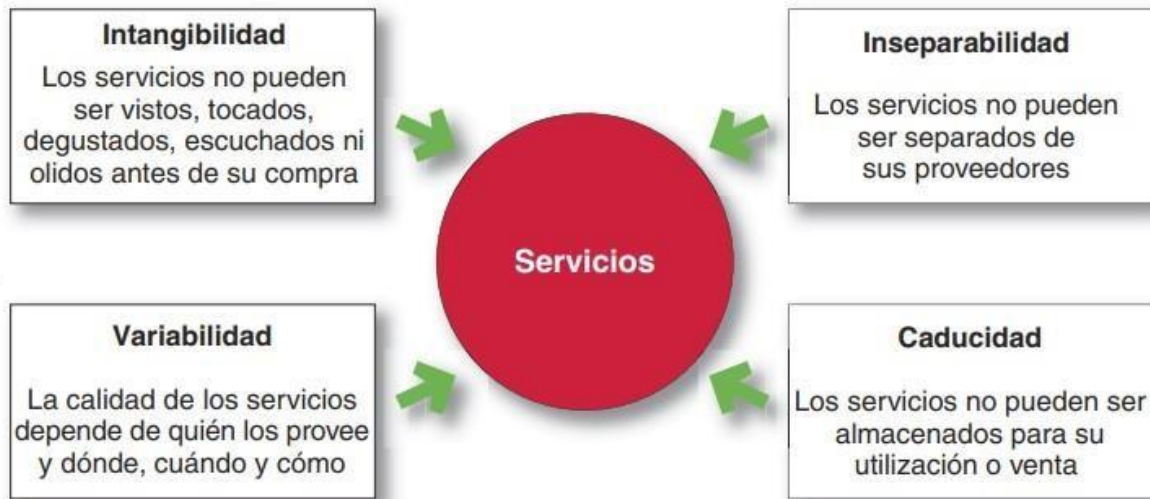 Intangibilidad
Los servicios no pueden
ser vistos, tocados,
degustados, escuchados ni
olidos antes de su compra
Inseparabilidad
Los servicios no pueden
ser separados de
sus proveedores
Servicios
Variabilidad
La calidad de los servicios
depende de quién los provee
y dónde, cuándo y cómo
Caducidad
Los servicios no pueden ser
almacenados para su
utilización o venta